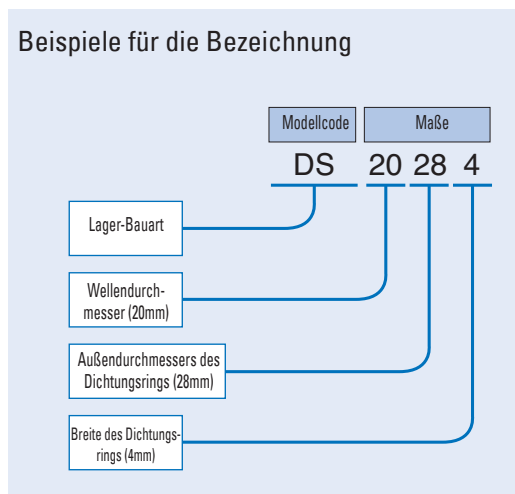 Beispiele für die Bezeichnung
Modellcode Maße
DS 20 28 4
Lager-Bauart
Wellendurch-
messer (20mm)
Außendurchmessers des
Dichtungsrings (28mm)
Breite des Dichtungs-
rings (4mm)